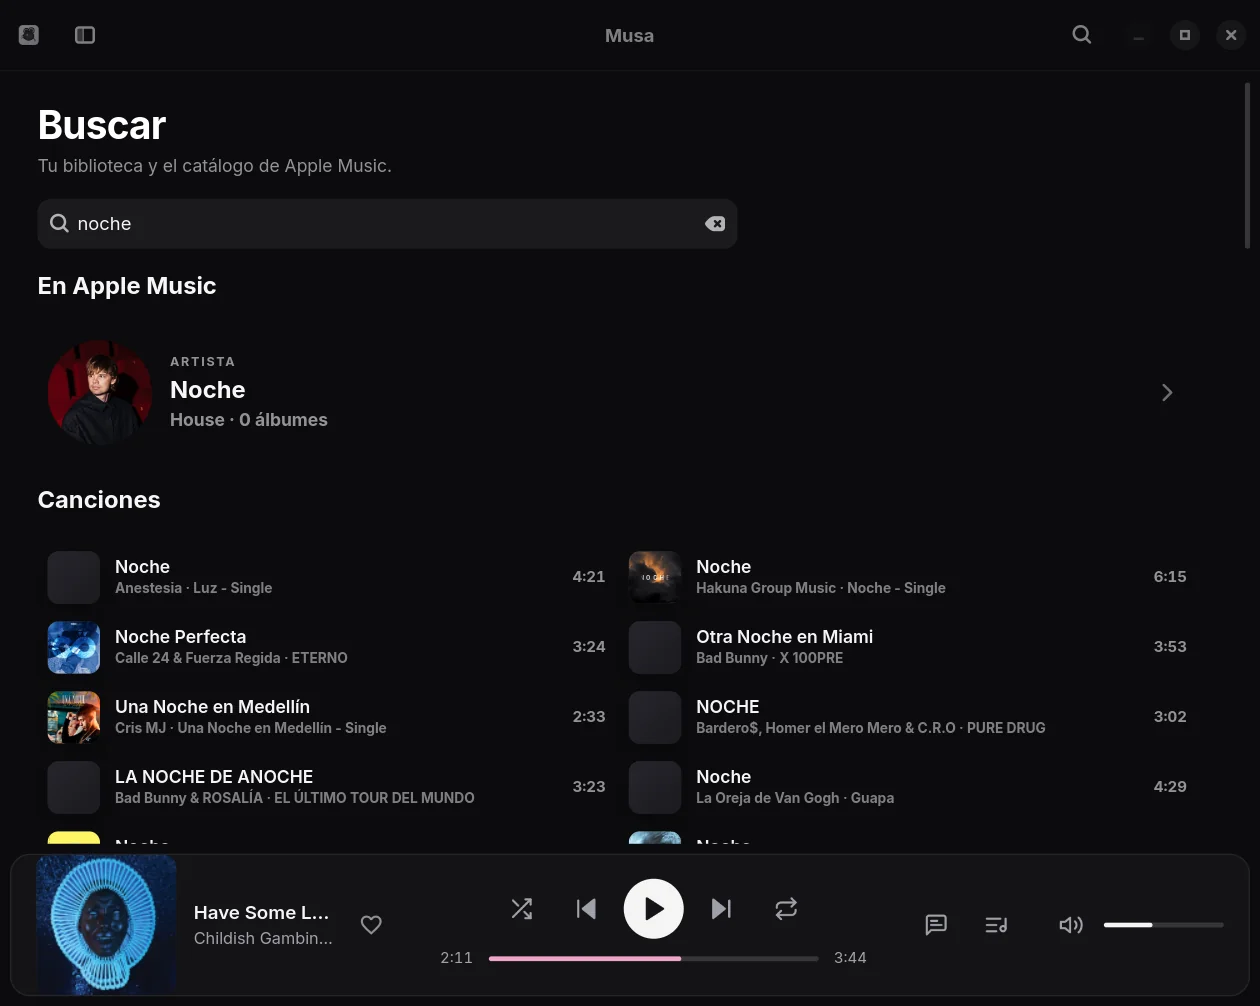 Musa
Buscar
Tu biblioteca y el catálogo de Apple Music.
noche
En Apple Music
ARTISTA
Noche
House · 0 álbumes
Canciones
Noche
Anestesia · Luz - Single
4:21
Noche
Hakuna Group Music · Noche - Single
6:15
Noche Perfecta
Calle 24 & Fuerza Regida · ETERNO
3:24
Otra Noche en Miami
Bad Bunny · X 100PRE
3:53
Una Noche en Medellín
Cris MJ · Una Noche en Medellín - Single
2:33
NOCHE
Bardero$, Homer el Mero Mero & C.R.O · PURE DRUG
3:02
LA NOCHE DE ANOCHE
Bad Bunny & ROSALÍA · EL ÚLTIMO TOUR DEL MUNDO
3:23
Noche
La Oreja de Van Gogh · Guapa
4:29
Noche
Noche
Have Some L...
Childish Gambin...
2:11
3:44